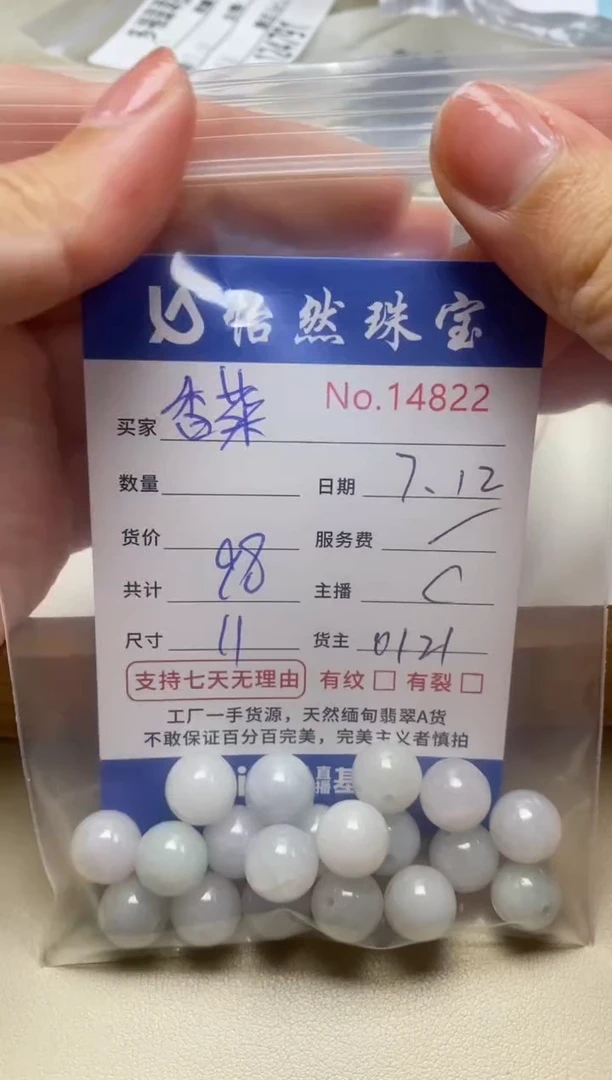 怡然珠宝
No.14822
买家 香菜
数量 日期 7、12
货价 服务费 /
共计 98 主播 C
尺寸 11 货主 0121
支持七天无理由 有纹 □ 有裂 □
工厂一手货源，天然缅甸翡翠A货
不敢保证百分百完美，完美主义者慎拍
直播基